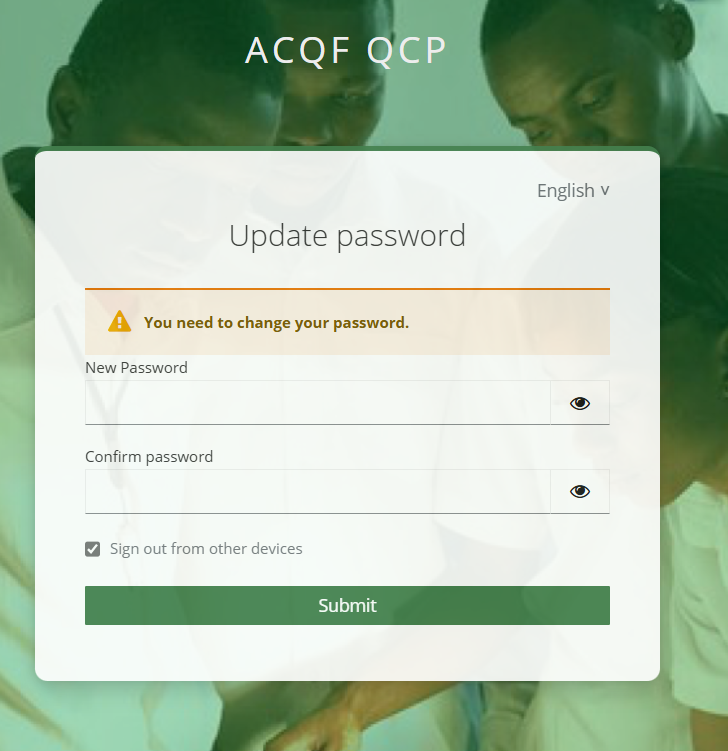 ACQF QCP
English v
Update password
You need to change your password.
New Password
Confirm password
Sign out from other devices
Submit